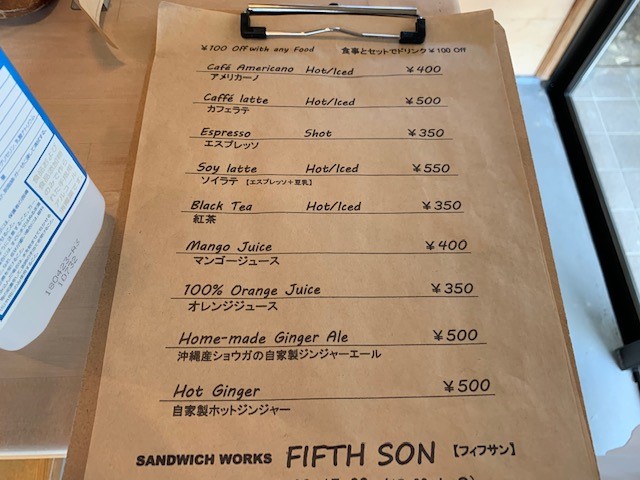 ¥100 Off with any Food 食事とセットでドリンク¥100 Off
Café Americano Hot/Iced ¥400
アメリカーノ
Caffé latte Hot/Iced ¥500
カフェラテ
Espresso Shot ¥350
エスプレッソ
Soy latte Hot/Iced ¥550
ソイラテ 【エスプレッソ+豆乳】
Black Tea Hot/Iced ¥350
紅茶
Mango Juice ¥400
マンゴージュース
100% Orange Juice ¥350
オレンジジュース
Home-made Ginger Ale ¥500
沖縄産ショウガの自家製ジンジャーエール
Hot Ginger ¥500
自家製ホットジンジャー
SANDWICH WORKS FIFTH SON 【フィフサン】
180423
10:32